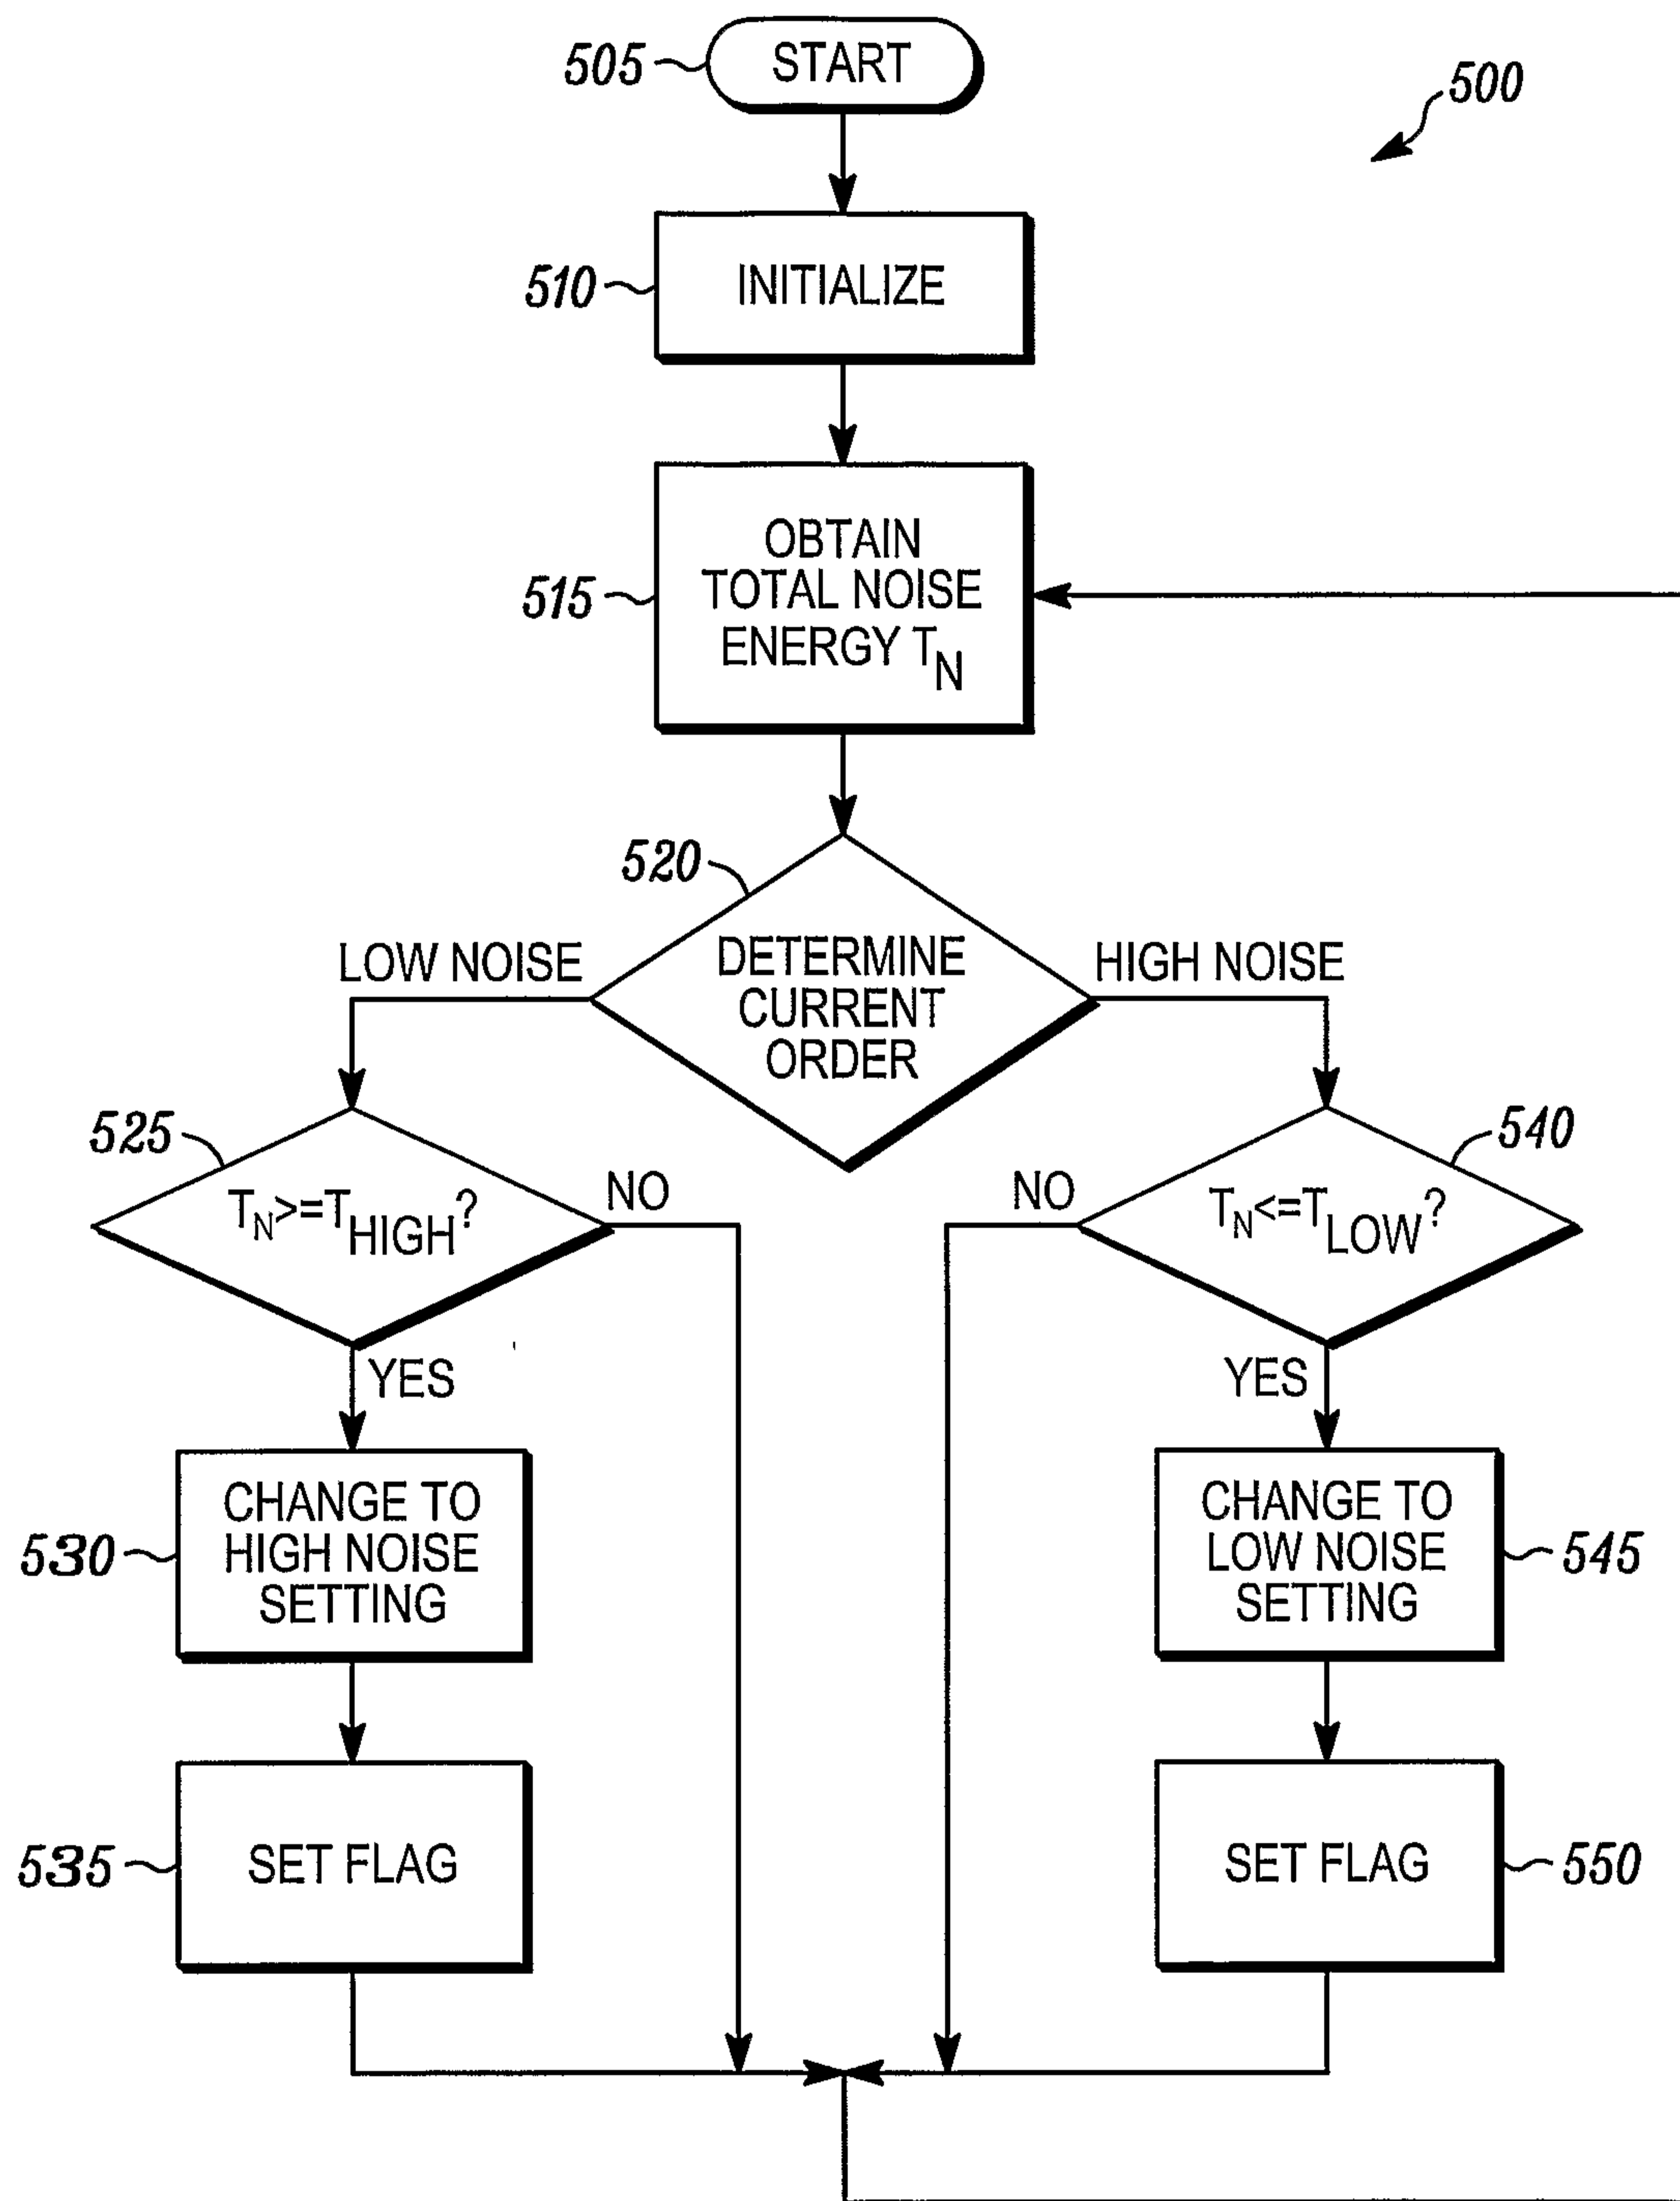 505
START
500
510
INITIALIZE
515
OBTAIN
TOTAL NOISE
ENERGY TN
520
LOW NOISE
DETERMINE
CURRENT
ORDER
HIGH NOISE
525
TN>=THIGH?
NO
NO
TN<=TLOW?
540
YES
YES
530
CHANGE TO
HIGH NOISE
SETTING
CHANGE TO
LOW NOISE
SETTING
545
535
SET FLAG
SET FLAG
550